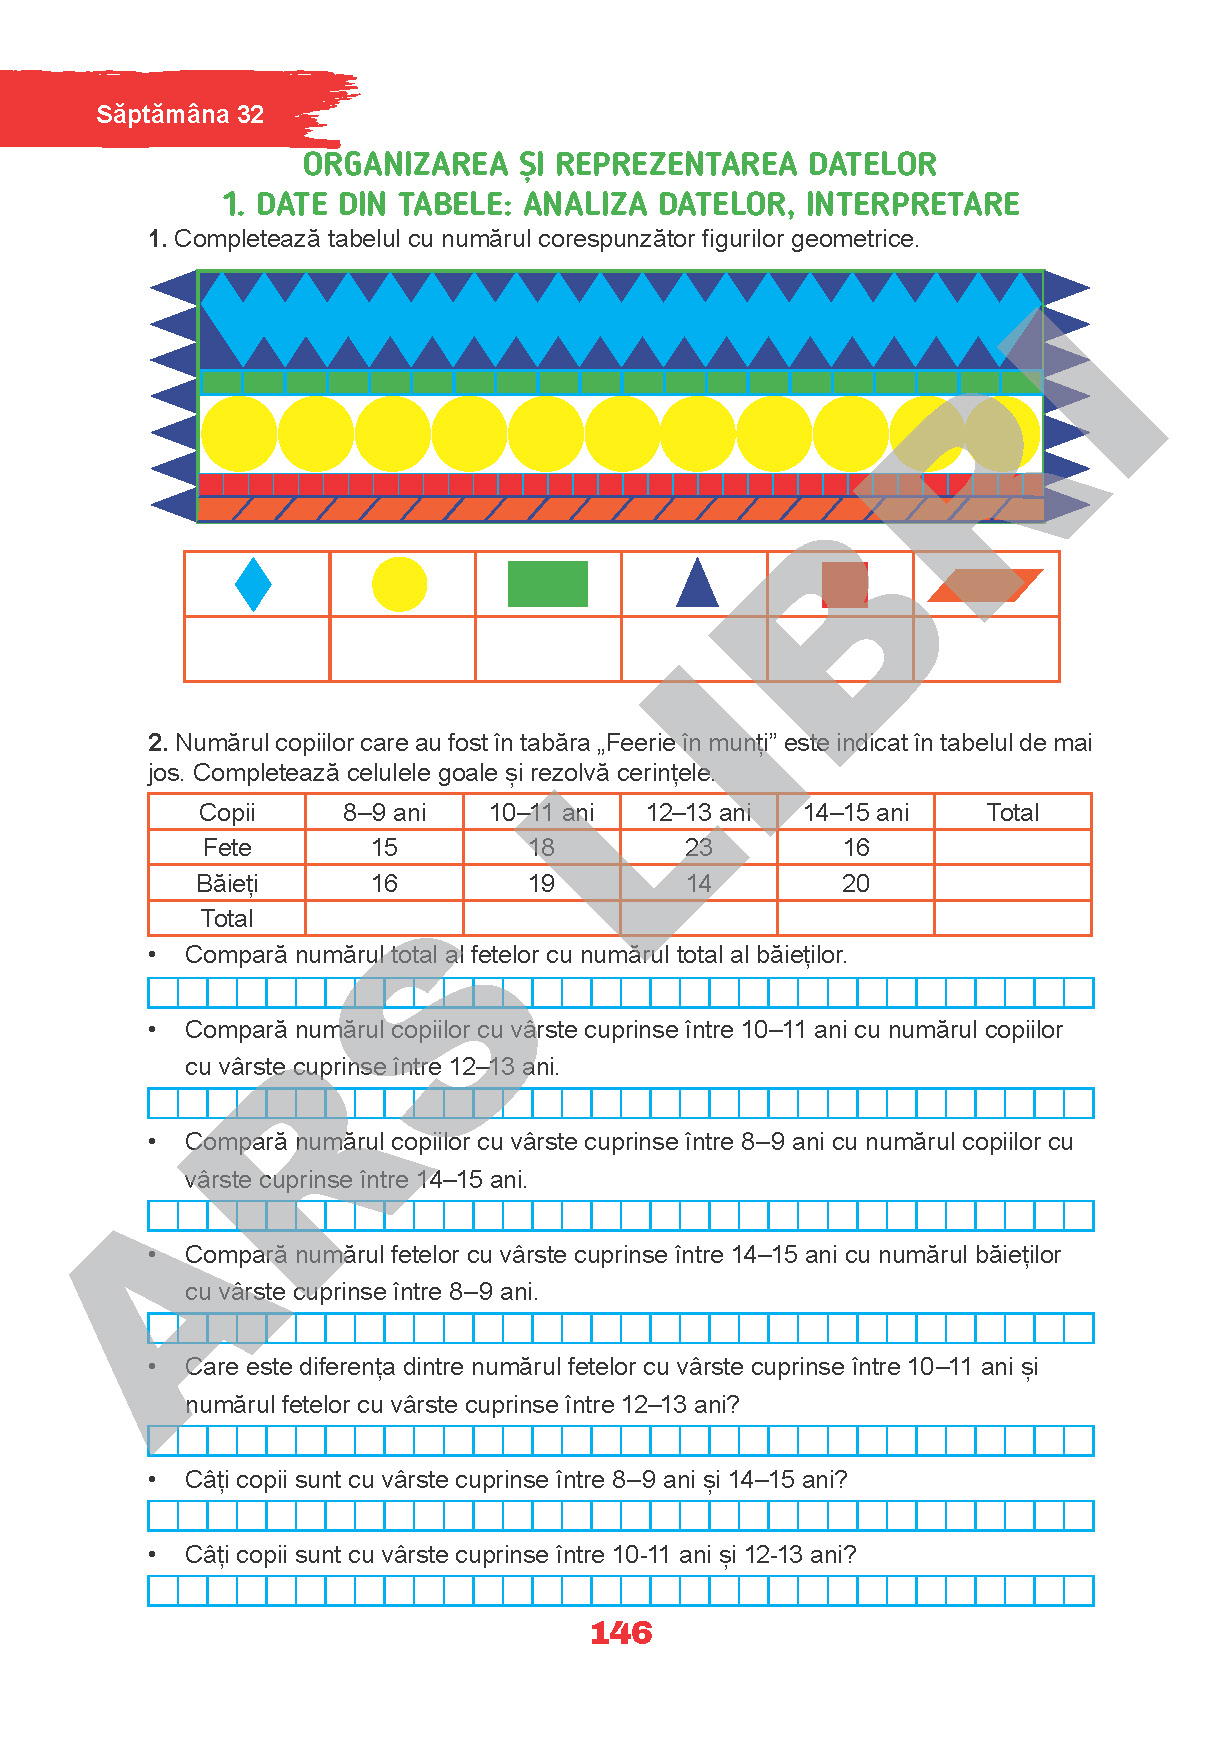 Săptămâna 32
ORGANIZAREA ȘI REPREZENTAREA DATELOR
1. DATE DIN TABELE: ANALIZA DATELOR, INTERPRETARE
1. Completează tabelul cu numărul corespunzător figurilor geometrice.
2. Numărul copiilor care au fost în tabăra „Feerie în munți” este indicat în tabelul de mai
jos. Completează celulele goale și rezolvă cerințele.
Copii 8–9 ani 10–11 ani 12–13 ani 14–15 ani Total
Fete 15 18 23 16
Băieți 16 19 14 20
Total
• Compară numărul total al fetelor cu numărul total al băieților.
• Compară numărul copiilor cu vârste cuprinse între 10–11 ani cu numărul copiilor
cu vârste cuprinse între 12–13 ani.
• Compară numărul copiilor cu vârste cuprinse între 8–9 ani cu numărul copiilor cu
vârste cuprinse între 14–15 ani.
• Compară numărul fetelor cu vârste cuprinse între 14–15 ani cu numărul băieților
cu vârste cuprinse între 8–9 ani.
• Care este diferența dintre numărul fetelor cu vârste cuprinse între 10–11 ani și
numărul fetelor cu vârste cuprinse între 12–13 ani?
• Câți copii sunt cu vârste cuprinse între 8–9 ani și 14–15 ani?
• Câți copii sunt cu vârste cuprinse între 10-11 ani și 12-13 ani?
146
ARS LIBRI